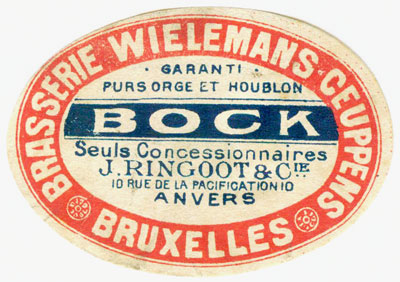 BRASSERIE WIELEMANS-CEUPPENS
GARANTI
PURS ORGE ET HOUBLON
BOCK
Seuls Concessionnaires
J. RINGOOT & CIE.
10 RUE DE LA PACIFICATION 10
ANVERS
BRUXELLES